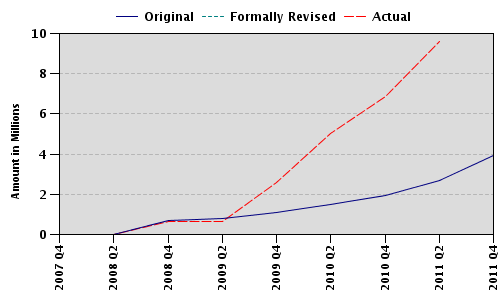 Original Formally Revised Actual
10
8
6
4
2
0
Amount in Millions
2007 Q4
2008 Q2
2008 Q4
2009 Q2
2009 Q4
2010 Q2
2010 Q4
2011 Q2
2011 Q4